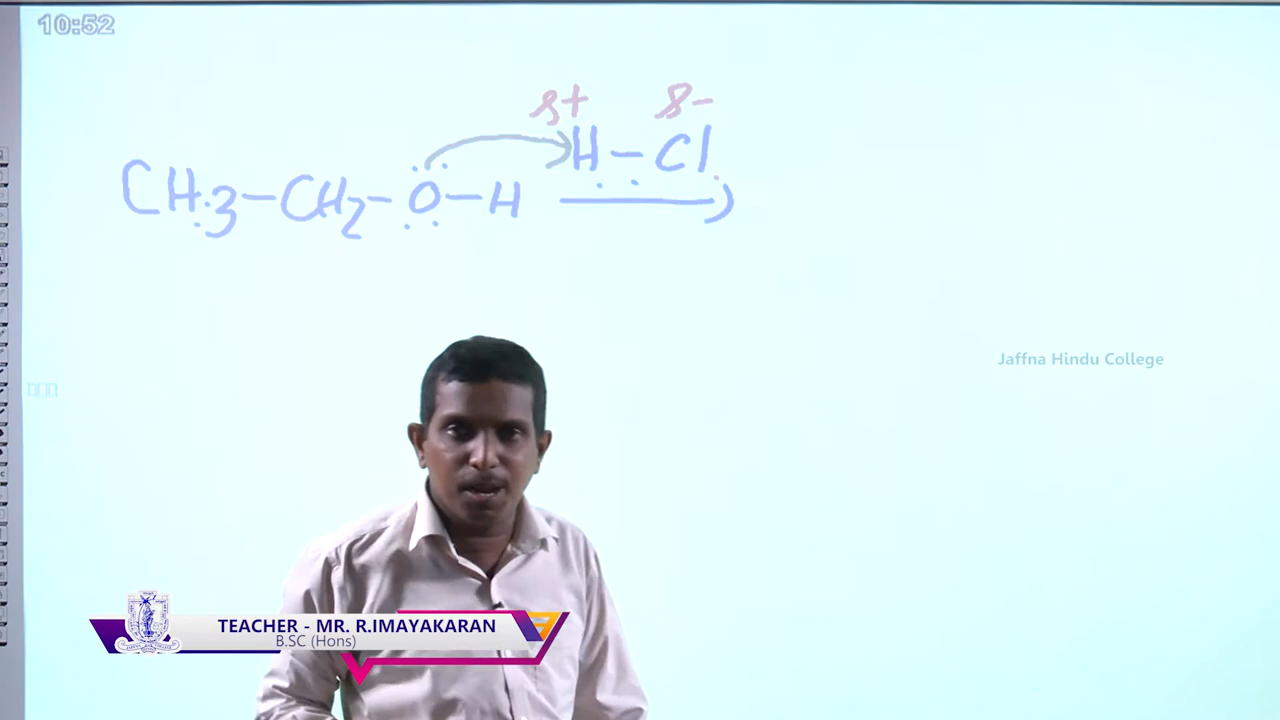 10:52
δ+ δ-
H - Cl
CH3 - CH2 - O - H
Jaffna Hindu College
TEACHER - MR. R.IMAYAKARAN
B.SC (Hons)